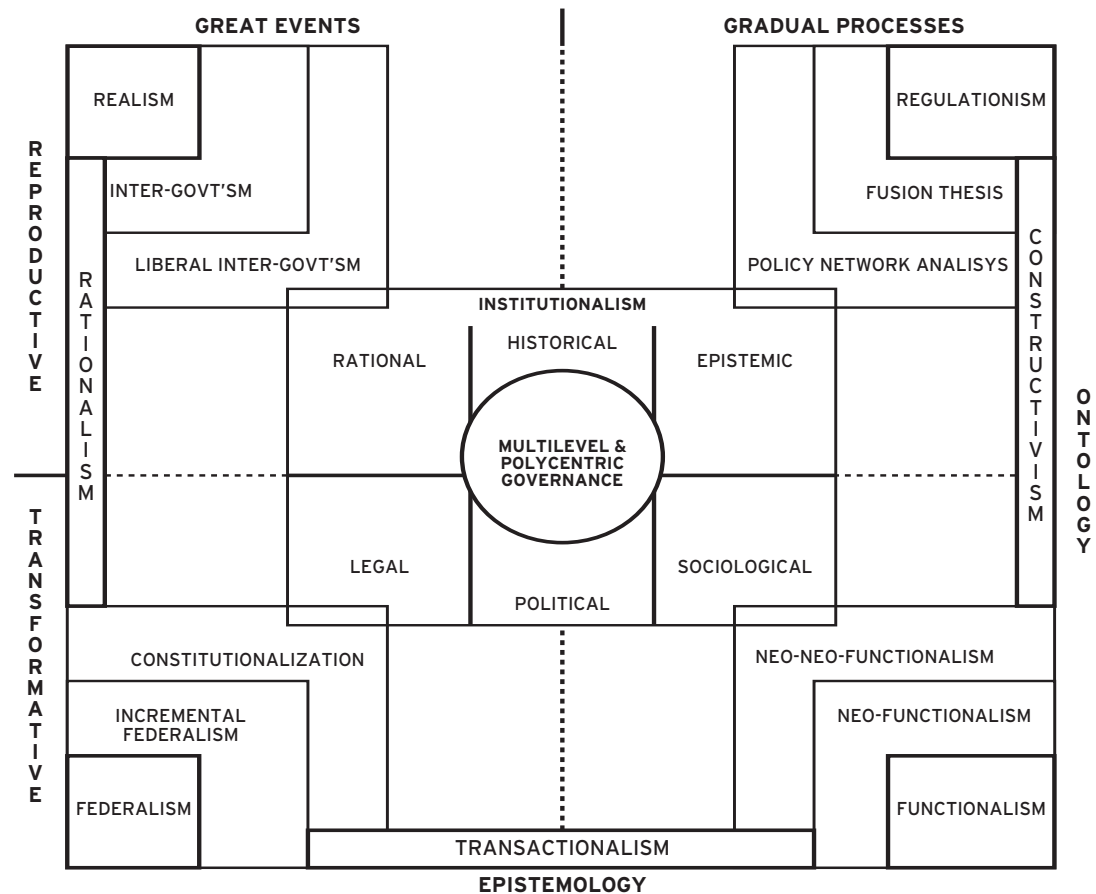 GREAT EVENTS
GRADUAL PROCESSES
REALISM
REGULATIONISM
REPRODUCTIVE
INTER-GOVT'SM
FUSION THESIS
LIBERAL INTER-GOVT'SM
POLICY NETWORK ANALISYS
RATIONALISM
CONSTRUCTIVISM
INSTITUTIONALISM
HISTORICAL
RATIONAL
EPISTEMIC
MULTILEVEL &
POLYCENTRIC
GOVERNANCE
ONTOLOGY
LEGAL
SOCIOLOGICAL
POLITICAL
TRANSFORMATIVE
CONSTITUTIONALIZATION
NEO-NEO-FUNCTIONALISM
INCREMENTAL
FEDERALISM
NEO-FUNCTIONALISM
FEDERALISM
FUNCTIONALISM
TRANSACTIONALISM
EPISTEMOLOGY